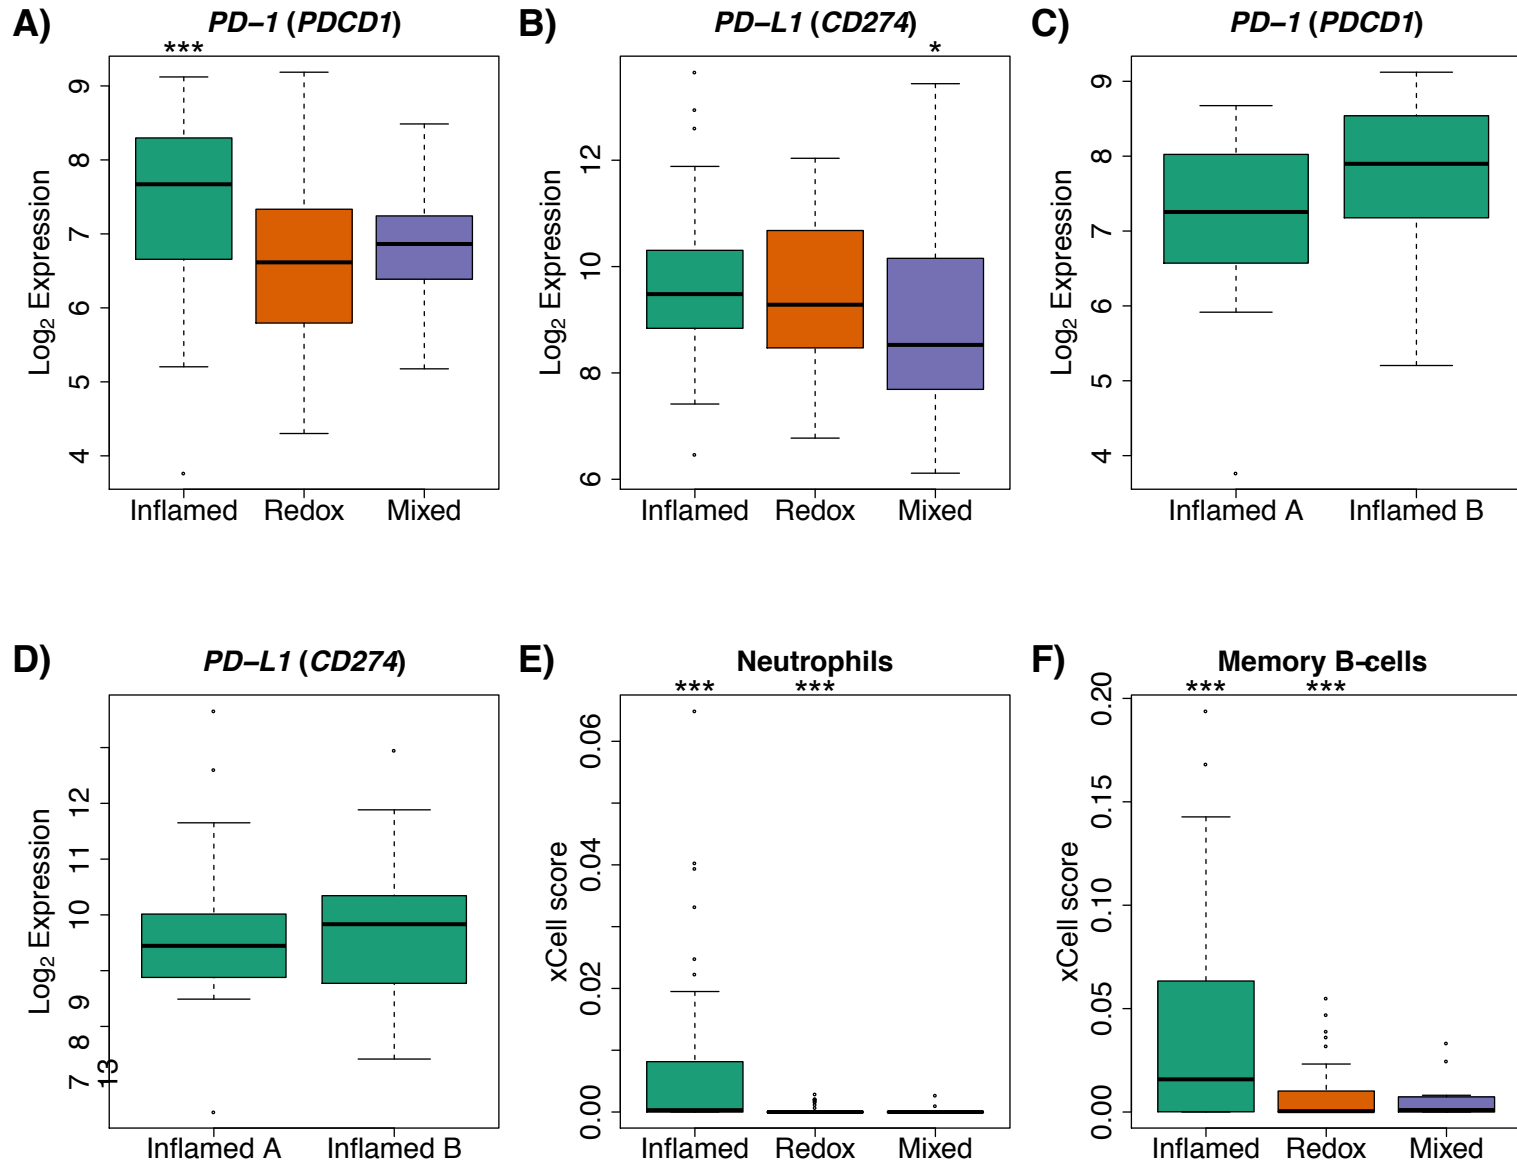 A)
PD–1 (PDCD1)
***
Log2 Expression
9
8
7
6
5
4
Inflamed Redox Mixed
B)
PD–L1 (CD274)
*
Log2 Expression
12
10
8
6
Inflamed Redox Mixed
C)
PD–1 (PDCD1)
Log2 Expression
9
8
7
6
5
4
Inflamed A Inflamed B
D)
PD–L1 (CD274)
Log2 Expression
12
11
10
9
8
7
13
Inflamed A Inflamed B
E)
Neutrophils
*** ***
xCell score
0.06
0.04
0.02
0.00
Inflamed Redox Mixed
F)
Memory B–cells
*** ***
xCell score
0.20
0.15
0.10
0.05
0.00
Inflamed Redox Mixed